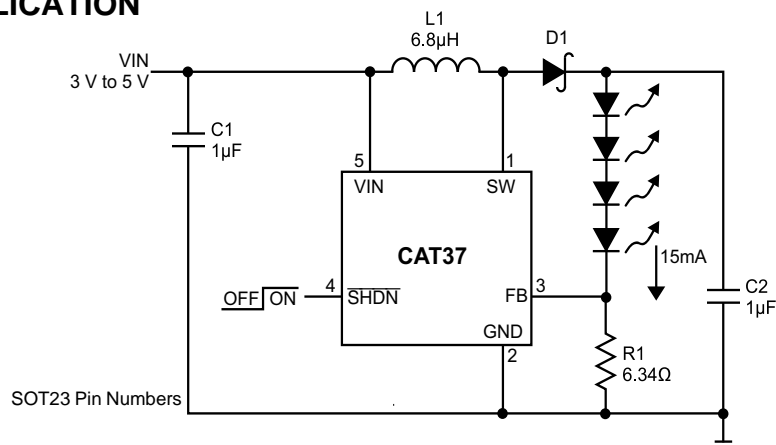 LICATION
L1
6.8µH
D1
VIN
3 V to 5 V
C1
1µF
5
1
VIN
SW
CAT37
15mA
OFF ON
4
SHDN
FB
3
C2
1µF
GND
2
R1
6.34Ω
SOT23 Pin Numbers